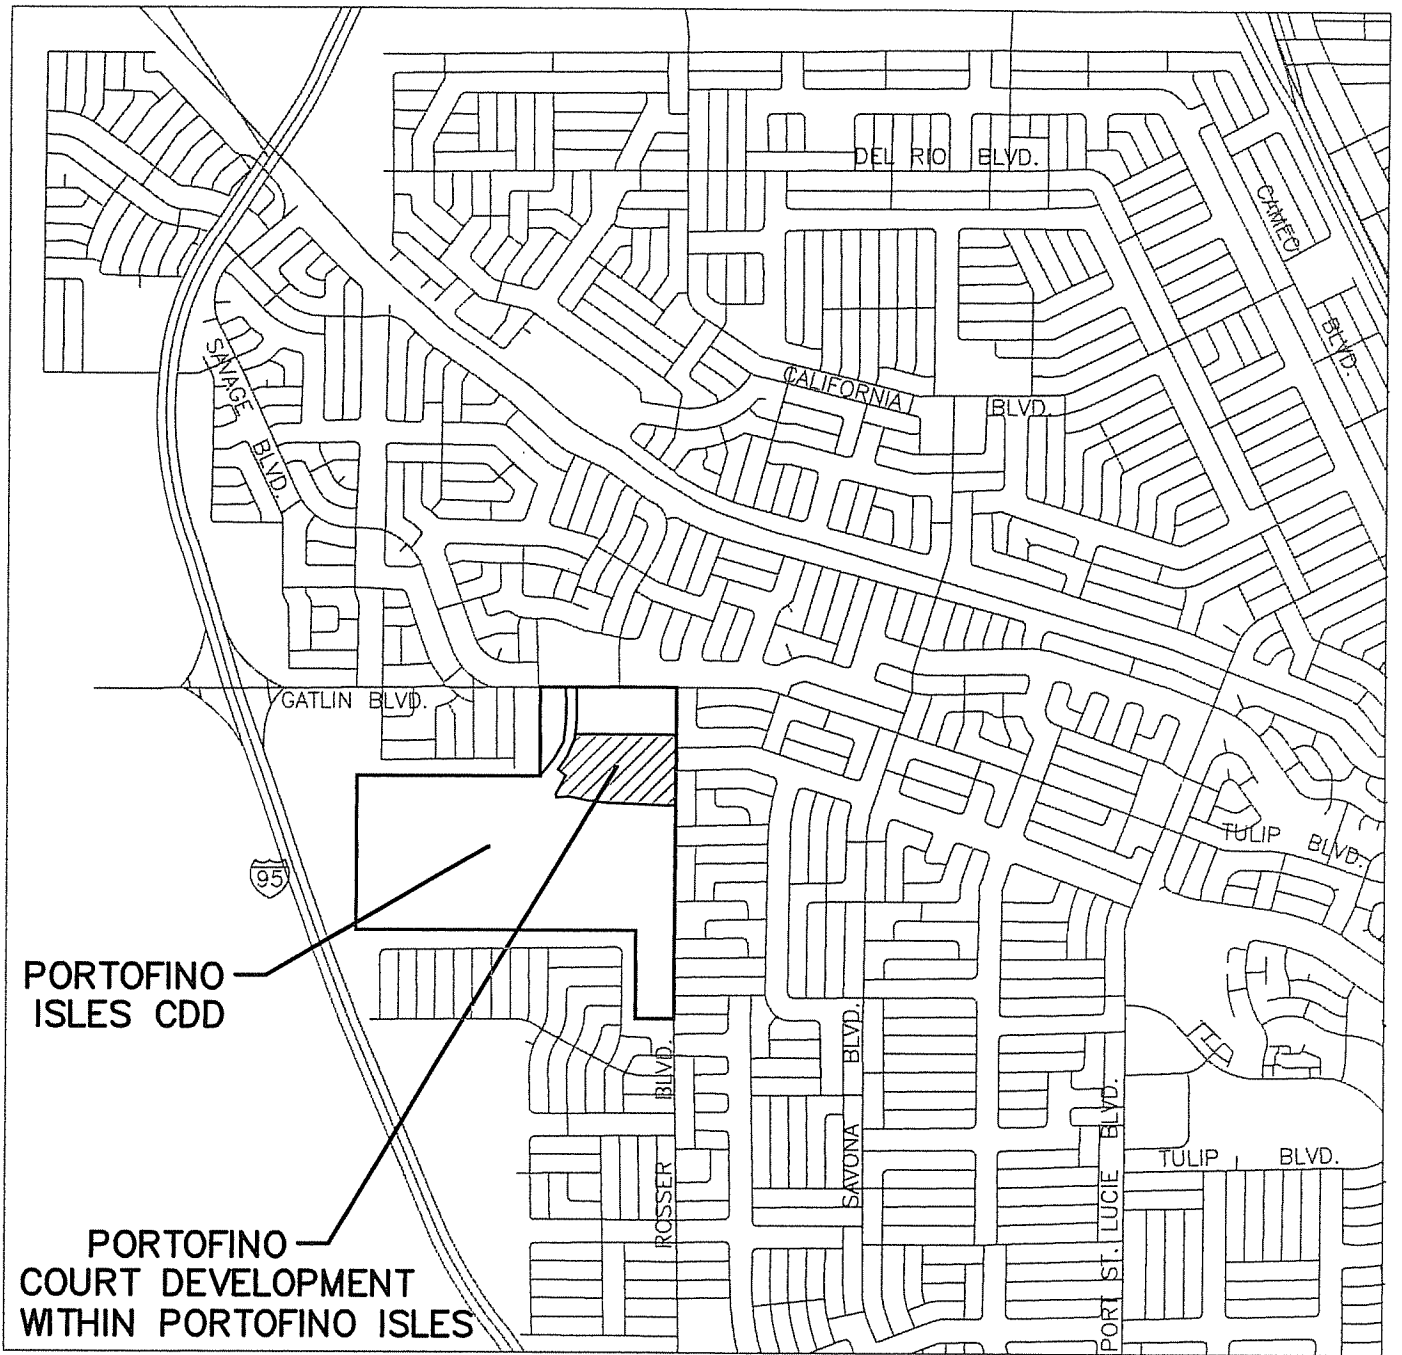 DEL RIO BLVD.
CAMEO
BLVD.
SAVAGE BLVD.
CALIFORNIA
BLVD.
GATLIN BLVD.
TULIP BLVD.
95
PORTOFINO
ISLES CDD
ROSSER BLVD.
SAVONA BLVD.
PORT ST. LUCIE BLVD.
TULIP BLVD.
PORTOFINO
COURT DEVELOPMENT
WITHIN PORTOFINO ISLES